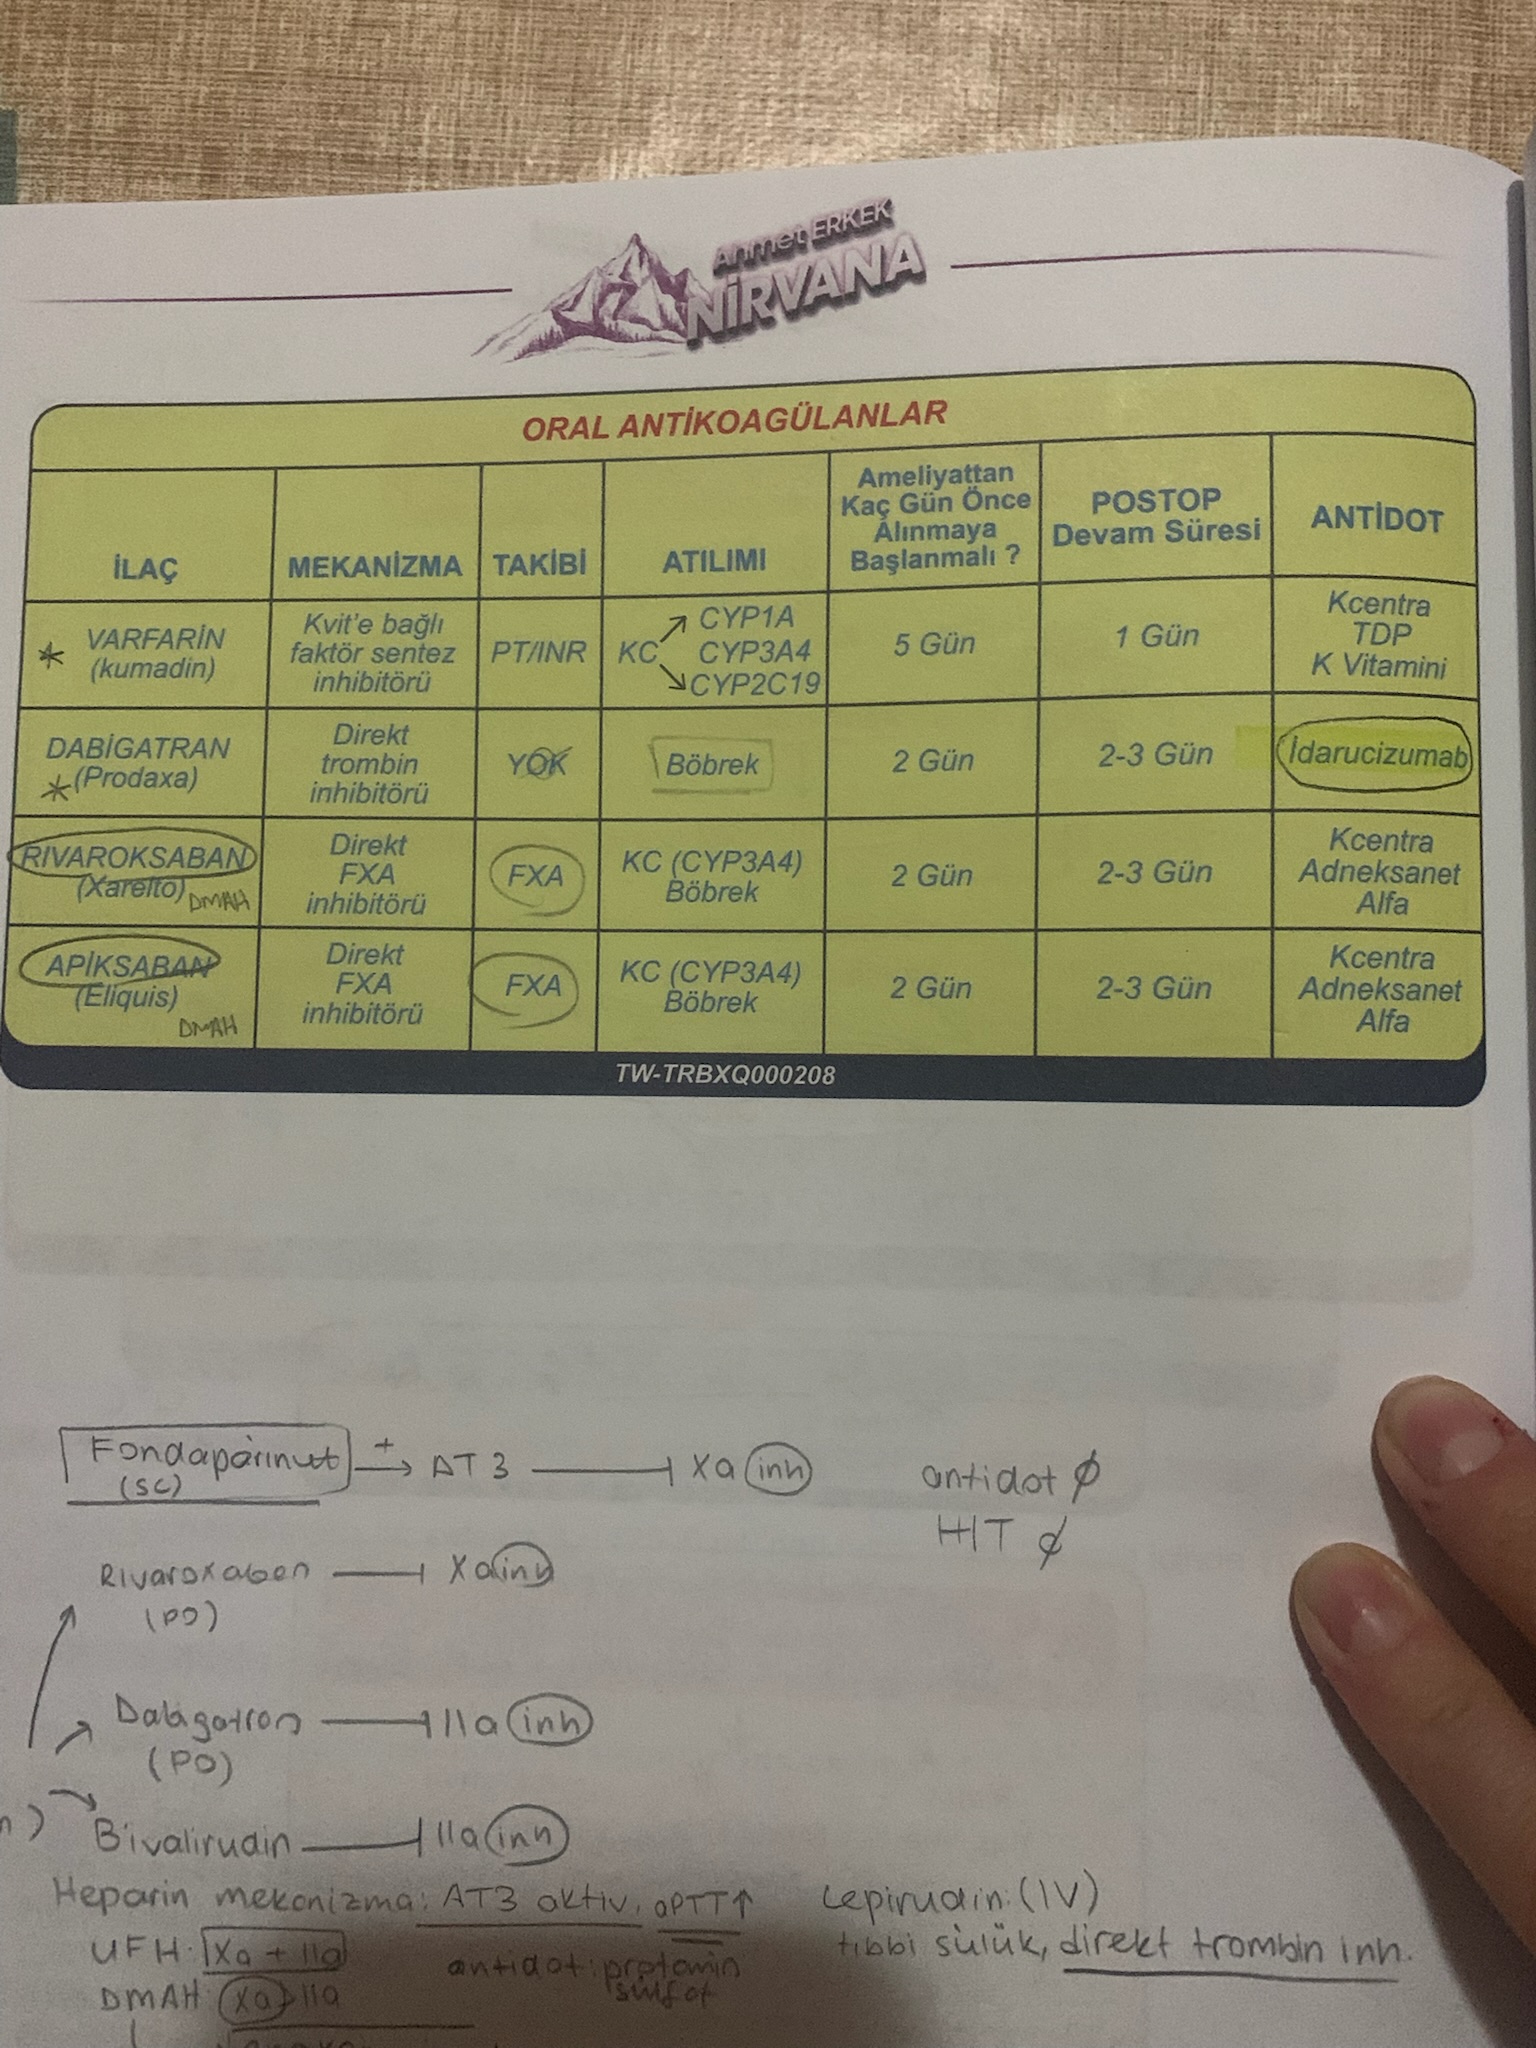 Ahmet ERKEK
NİRVANA
ORAL ANTİKOAGÜLANLAR
İLAÇ
MEKANİZMA
TAKİBİ
ATILIMI
Ameliyattan
Kaç Gün Önce
Alınmaya
Başlanmalı ?
POSTOP
Devam Süresi
ANTİDOT
* VARFARİN
(kumadin)
Kvit'e bağlı
faktör sentez
inhibitörü
PT/INR
KC
CYP1A
CYP3A4
CYP2C19
5 Gün
1 Gün
Kcentra
TDP
K Vitamini
DABİGATRAN
* (Prodaxa)
Direkt
trombin
inhibitörü
YOK
Böbrek
2 Gün
2-3 Gün
İdarucizumab
RIVAROKSABAN
(Xarelto) DMAH
Direkt
FXA
inhibitörü
FXA
KC (CYP3A4)
Böbrek
2 Gün
2-3 Gün
Kcentra
Adneksanet
Alfa
APİKSABAN
(Eliquis)
DMAH
Direkt
FXA
inhibitörü
FXA
KC (CYP3A4)
Böbrek
2 Gün
2-3 Gün
Kcentra
Adneksanet
Alfa
TW-TRBXQ000208
Fondaparinut + → AT3 —| Xa inh antidot ∅
(SC)
HIT ∅
Rivaroxaban —| Xa inh
(PO)
Dabigatran —| IIa inh
(PO)
Bivalirudin —| IIa inh
Heparin mekanizma: AT3 aktiv, aPTT↑
UFH: Xa + IIa
antidot: protamin
sülfat
DMAH: Xa>IIa
Lepirudin: (IV)
tıbbi sülük, direkt trombin inh.